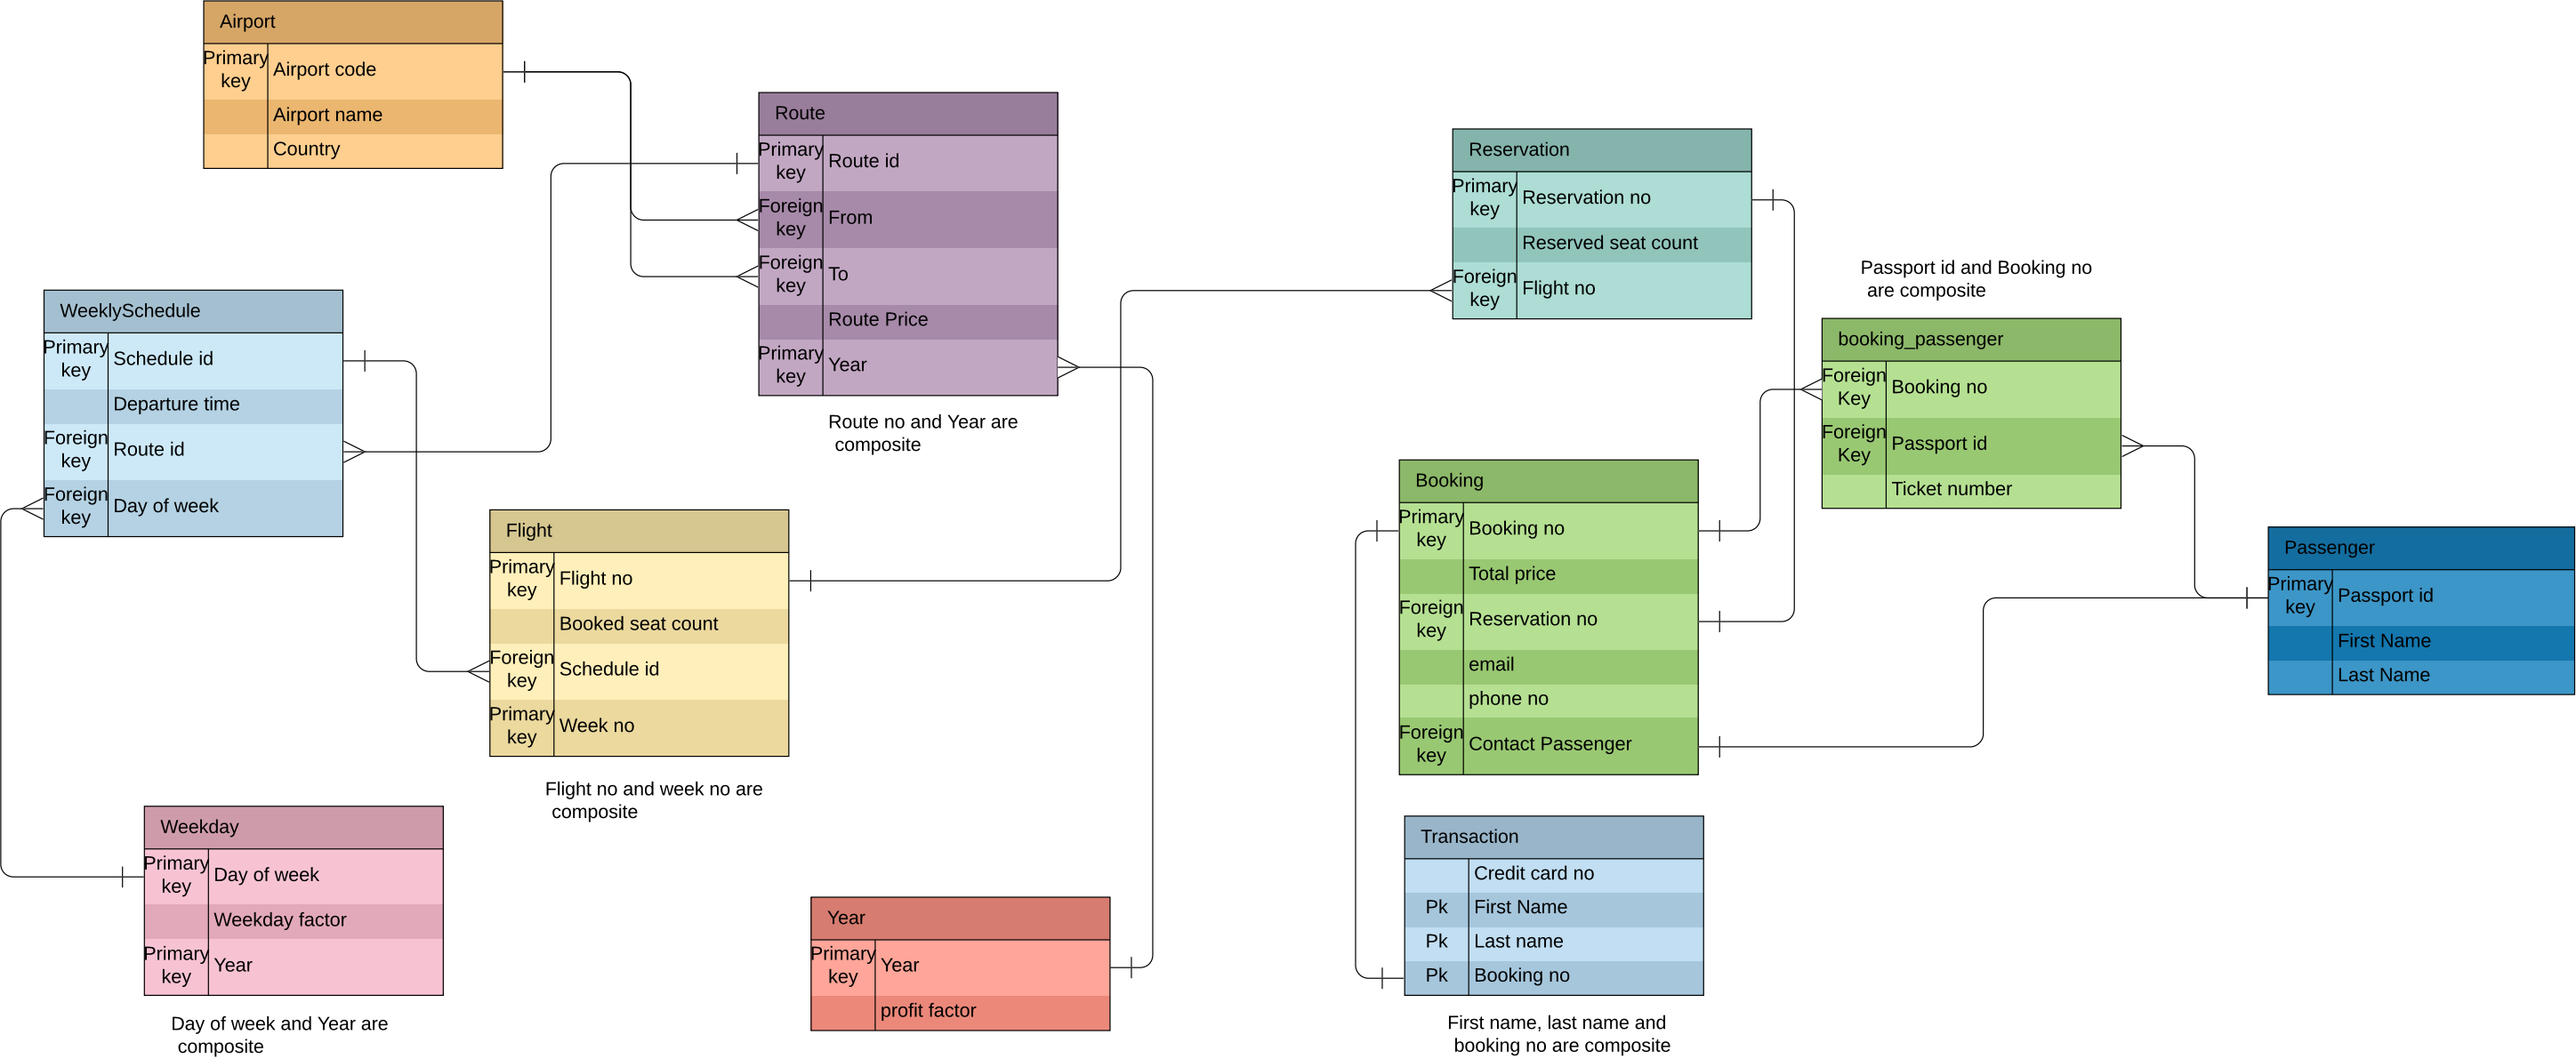 Airport
Primary
key
Airport code
Airport name
Country
Route
Primary
key
Route id
Foreign
key
From
Foreign
key
To
Route Price
Primary
key
Year
Route no and Year are
composite
Reservation
Primary
key
Reservation no
Reserved seat count
Foreign
key
Flight no
Passport id and Booking no
are composite
booking_passenger
Foreign
Key
Booking no
Foreign
Key
Passport id
Ticket number
WeeklySchedule
Primary
key
Schedule id
Departure time
Foreign
key
Route id
Foreign
key
Day of week
Flight
Primary
key
Flight no
Booked seat count
Foreign
key
Schedule id
Primary
key
Week no
Flight no and week no are
composite
Booking
Primary
key
Booking no
Total price
Foreign
key
Reservation no
email
phone no
Foreign
key
Contact Passenger
Passenger
Primary
key
Passport id
First Name
Last Name
Weekday
Primary
key
Day of week
Weekday factor
Primary
key
Year
Day of week and Year are
composite
Year
Primary
key
Year
profit factor
Transaction
Credit card no
Pk First Name
Pk Last name
Pk Booking no
First name, last name and
booking no are composite